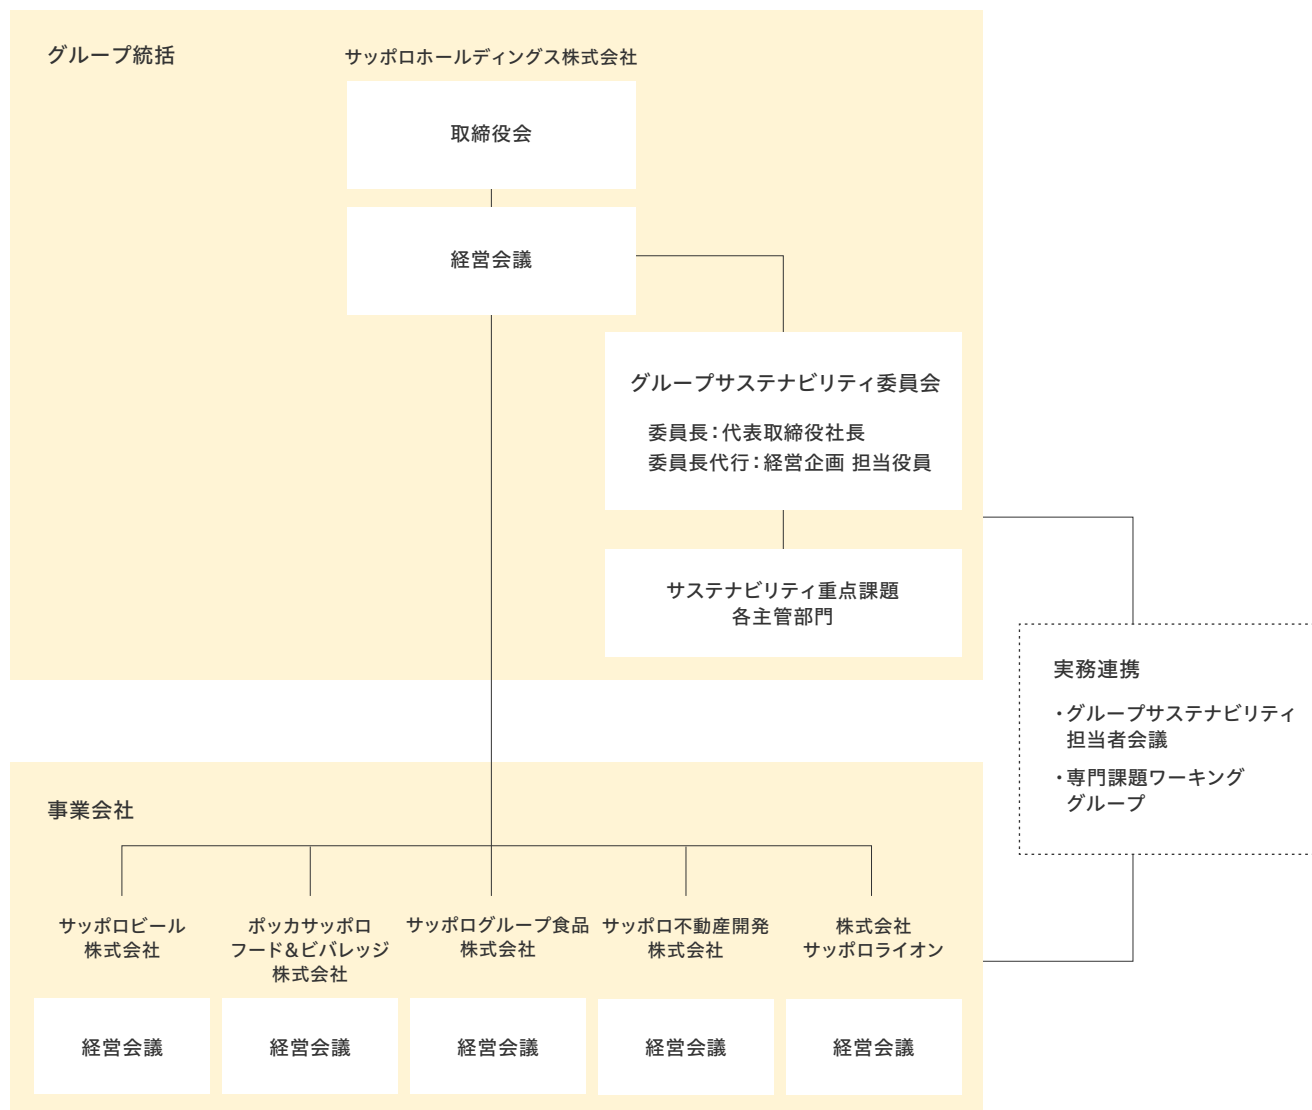 グループ統括
サッポロホールディングス株式会社
取締役会
経営会議
グループサステナビリティ委員会
委員長：代表取締役社長
委員長代行：経営企画 担当役員
サステナビリティ重点課題
各主管部門
実務連携
・グループサステナビリティ
担当者会議
・専門課題ワーキング
グループ
事業会社
サッポロビール
株式会社
ポッカサッポロ
フード＆ビバレッジ
株式会社
サッポログループ食品
株式会社
サッポロ不動産開発
株式会社
株式会社
サッポロライオン
経営会議
経営会議
経営会議
経営会議
経営会議